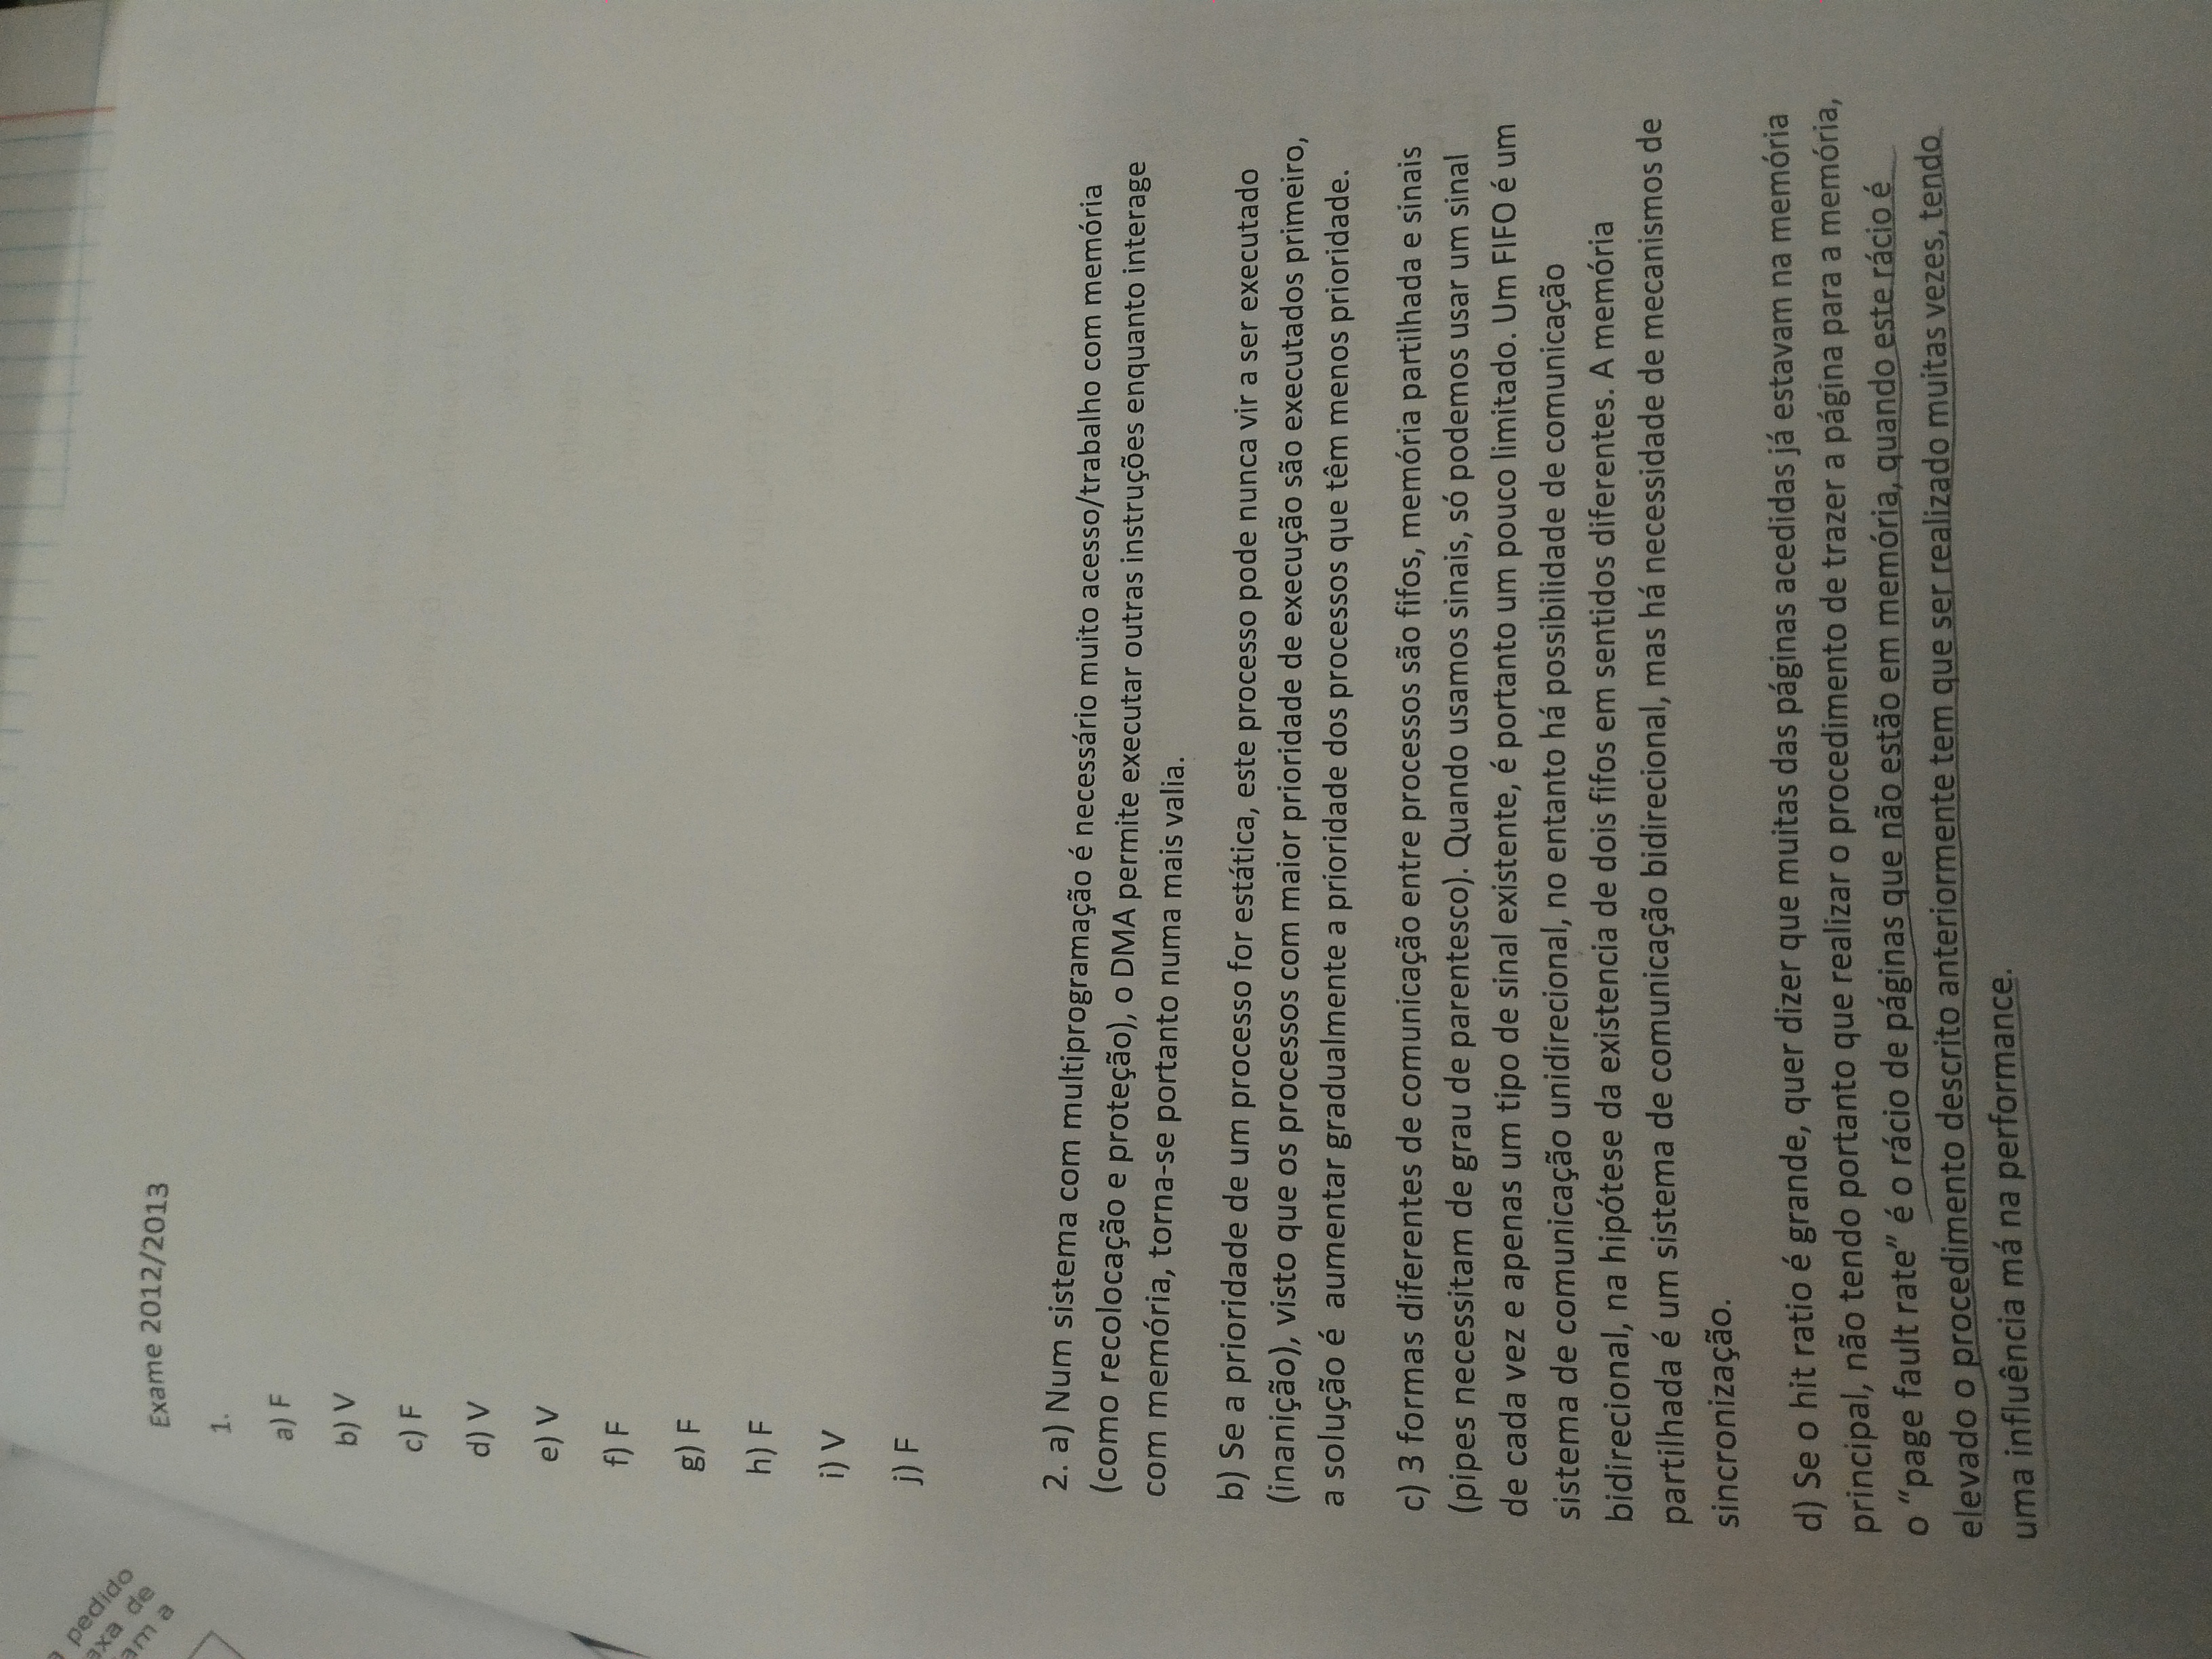 pedido
axa de
am a
Exame 2012/2013
1.
a) F
b) V
c) F
d) V
e) V
f) F
g) F
h) F
i) V
j) F
2. a) Num sistema com multiprogramação é necessário muito acesso/trabalho com memória
(como recolocação e proteção), o DMA permite executar outras instruções enquanto interage
com memória, torna-se portanto numa mais valia.
b) Se a prioridade de um processo for estática, este processo pode nunca vir a ser executado
(inanição), visto que os processos com maior prioridade de execução são executados primeiro,
a solução é aumentar gradualmente a prioridade dos processos que têm menos prioridade.
c) 3 formas diferentes de comunicação entre processos são fifos, memória partilhada e sinais
(pipes necessitam de grau de parentesco). Quando usamos sinais, só podemos usar um sinal
de cada vez e apenas um tipo de sinal existente, é portanto um pouco limitado. Um FIFO é um
sistema de comunicação unidirecional, no entanto há possibilidade de comunicação
bidirecional, na hipótese da existencia de dois fifos em sentidos diferentes. A memória
partilhada é um sistema de comunicação bidirecional, mas há necessidade de mecanismos de
sincronização.
d) Se o hit ratio é grande, quer dizer que muitas das páginas acedidas já estavam na memória
principal, não tendo portanto que realizar o procedimento de trazer a página para a memória,
o “page fault rate” é o rácio de páginas que não estão em memória, quando este rácio é
elevado o procedimento descrito anteriormente tem que ser realizado muitas vezes, tendo
uma influência má na performance.